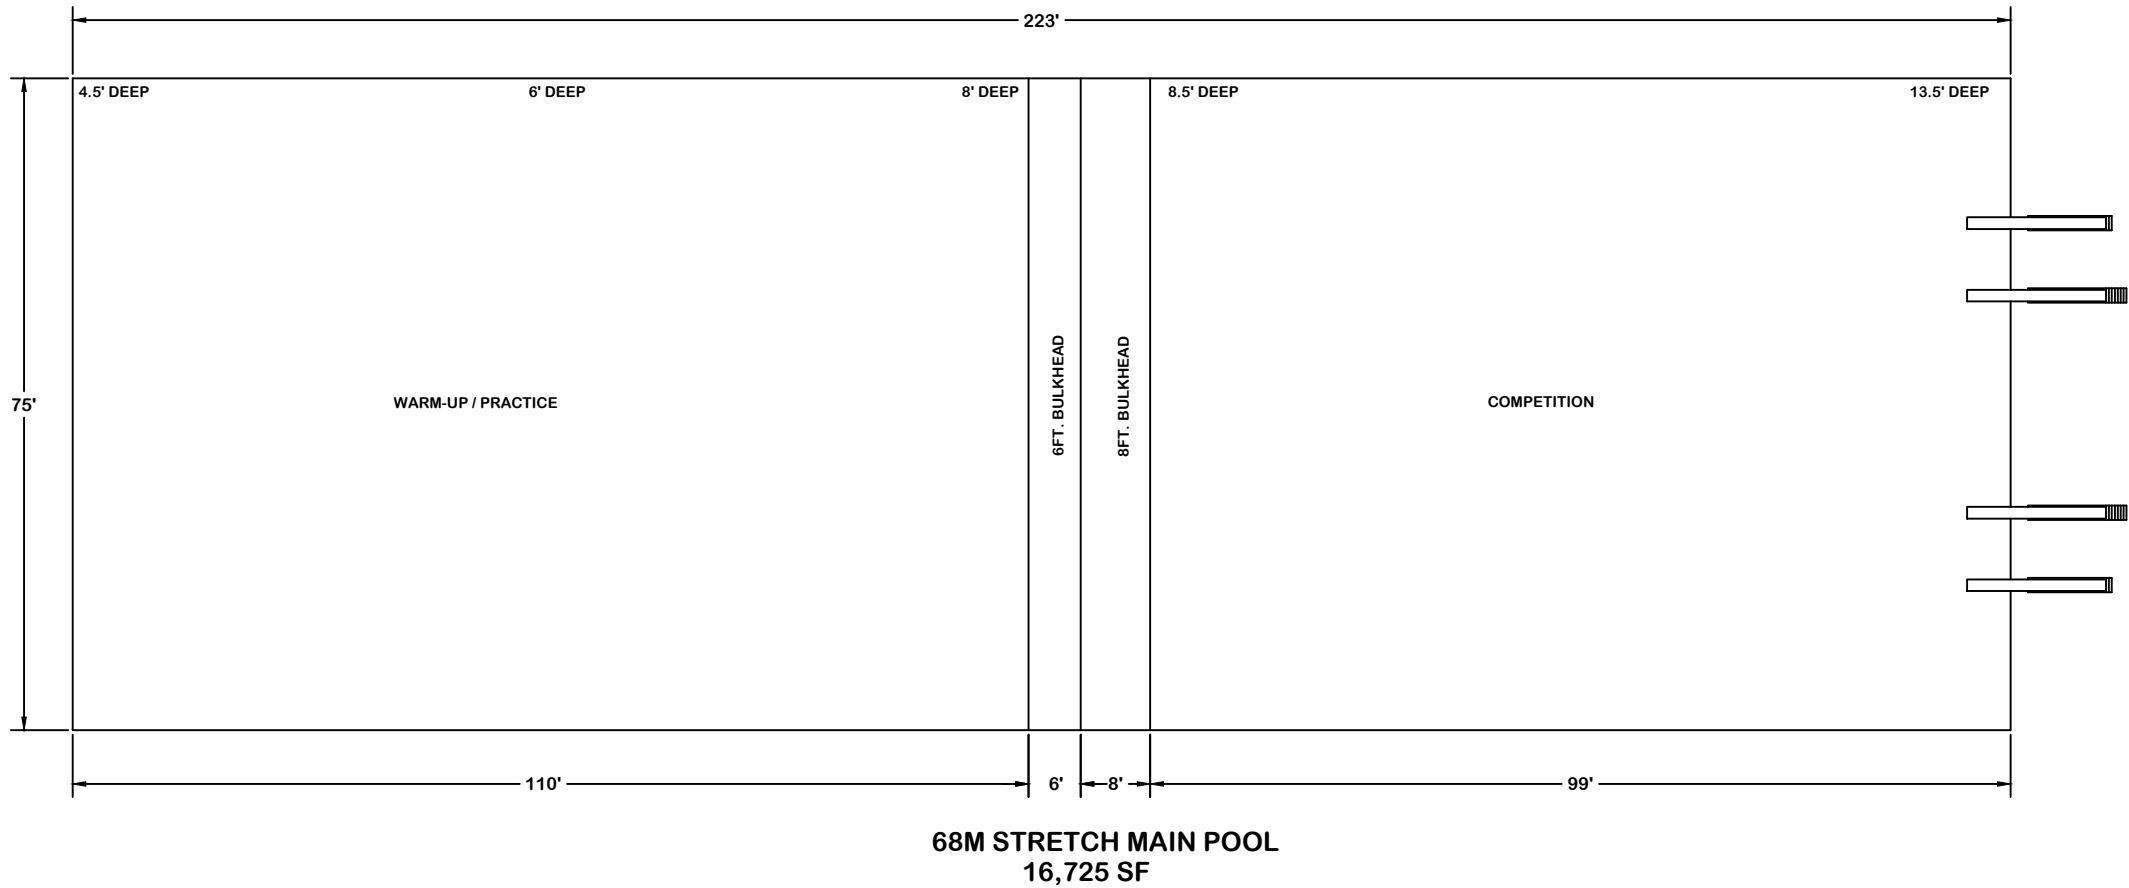 223'
4.5' DEEP
6' DEEP
8' DEEP
8.5' DEEP
13.5' DEEP
75'
WARM-UP / PRACTICE
6FT. BULKHEAD
8FT. BULKHEAD
COMPETITION
110'
6'
8'
99'
68M STRETCH MAIN POOL
16,725 SF